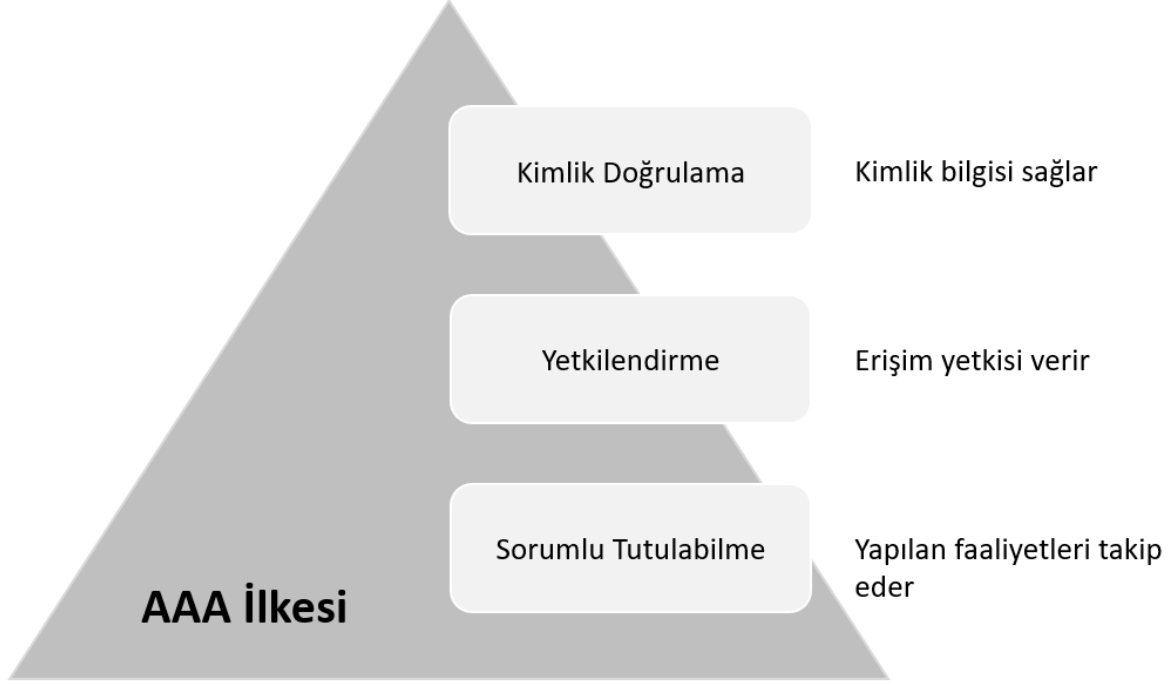 Kimlik Doğrulama
Kimlik bilgisi sağlar
Yetkilendirme
Erişim yetkisi verir
Sorumlu Tutulabilme
Yapılan faaliyetleri takip
eder
AAA İlkesi